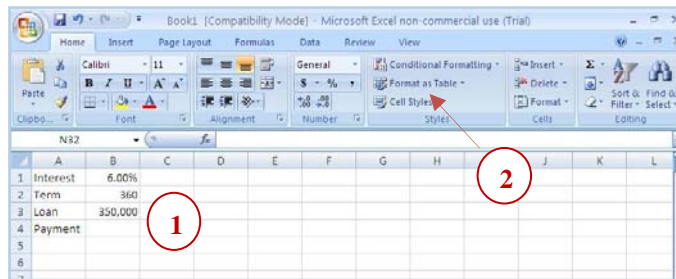 Book1 [Compatibility Mode] - Microsoft Excel non-commercial use (Trial)
Home Insert Page Layout Formulas Data Review View
Calibri 11 General Conditional Formatting Insert Σ
Paste B I U A A $ % , Format as Table Delete Sort & Find &
A Cell Styles Format Filter Select
Clipbo... Font Alignment Number Styles Cells Editing
N32 fx
A B C D E F G H J K L
1 Interest 6.00%
2 Term 360
3 Loan 350,000
4 Payment
5
6
1
2